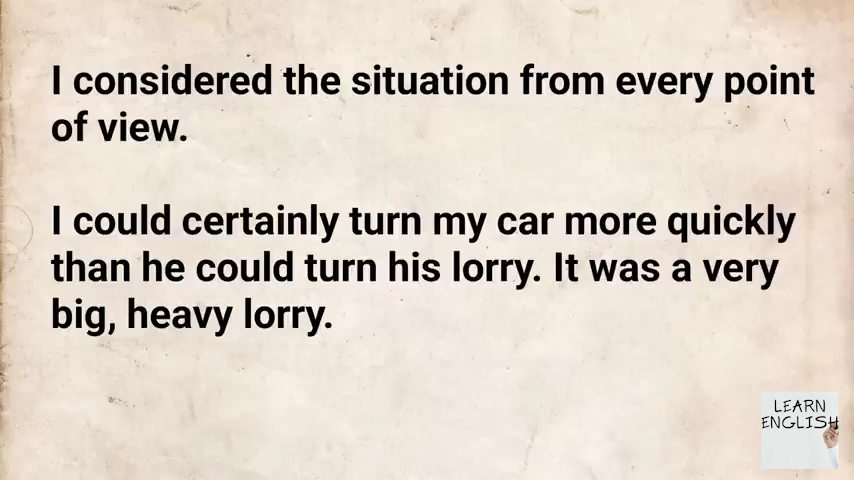 I considered the situation from every point
of view.
I could certainly turn my car more quickly
than he could turn his lorry. It was a very
big, heavy lorry.
LEARN
ENGLISH